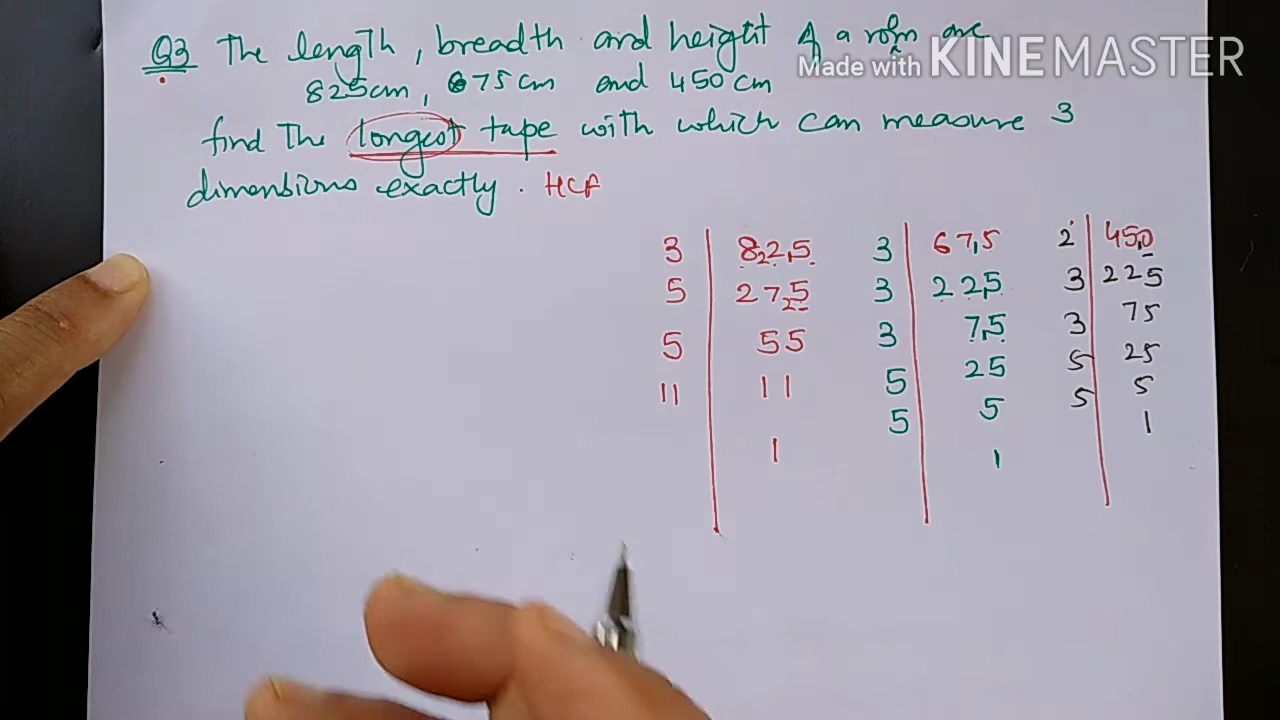 Q3 The length, breadth and height of a room are
Made with KINEMASTER
825cm, 675cm and 450cm
find the longest tape with which can measure 3
dimensions exactly. HCF
3 825 3 675 2 450
5 275 3 225 3 225
5 55 3 75 3 75
11 11 5 25 5 25
1 5 5 5 5
1 1